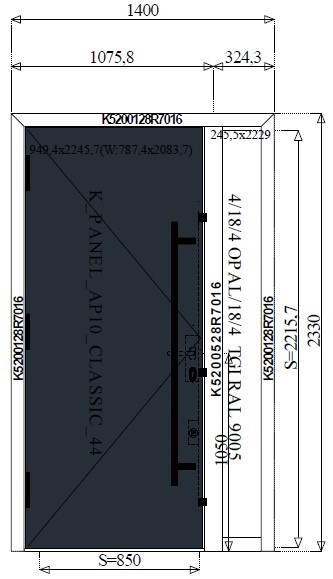 1400
1075,8
324,3
K5200128R7016
245,5x2229
949,4x2245,7(W:787,4x2083,7)
K_PANEL_AP10_CLASSIC_44
4/18/4 OPAL/18/4 TGI RAL 9005
K5200128R7016
K5200528R7016
K5200128R7016
S=2215,7
2330
1050
S=850